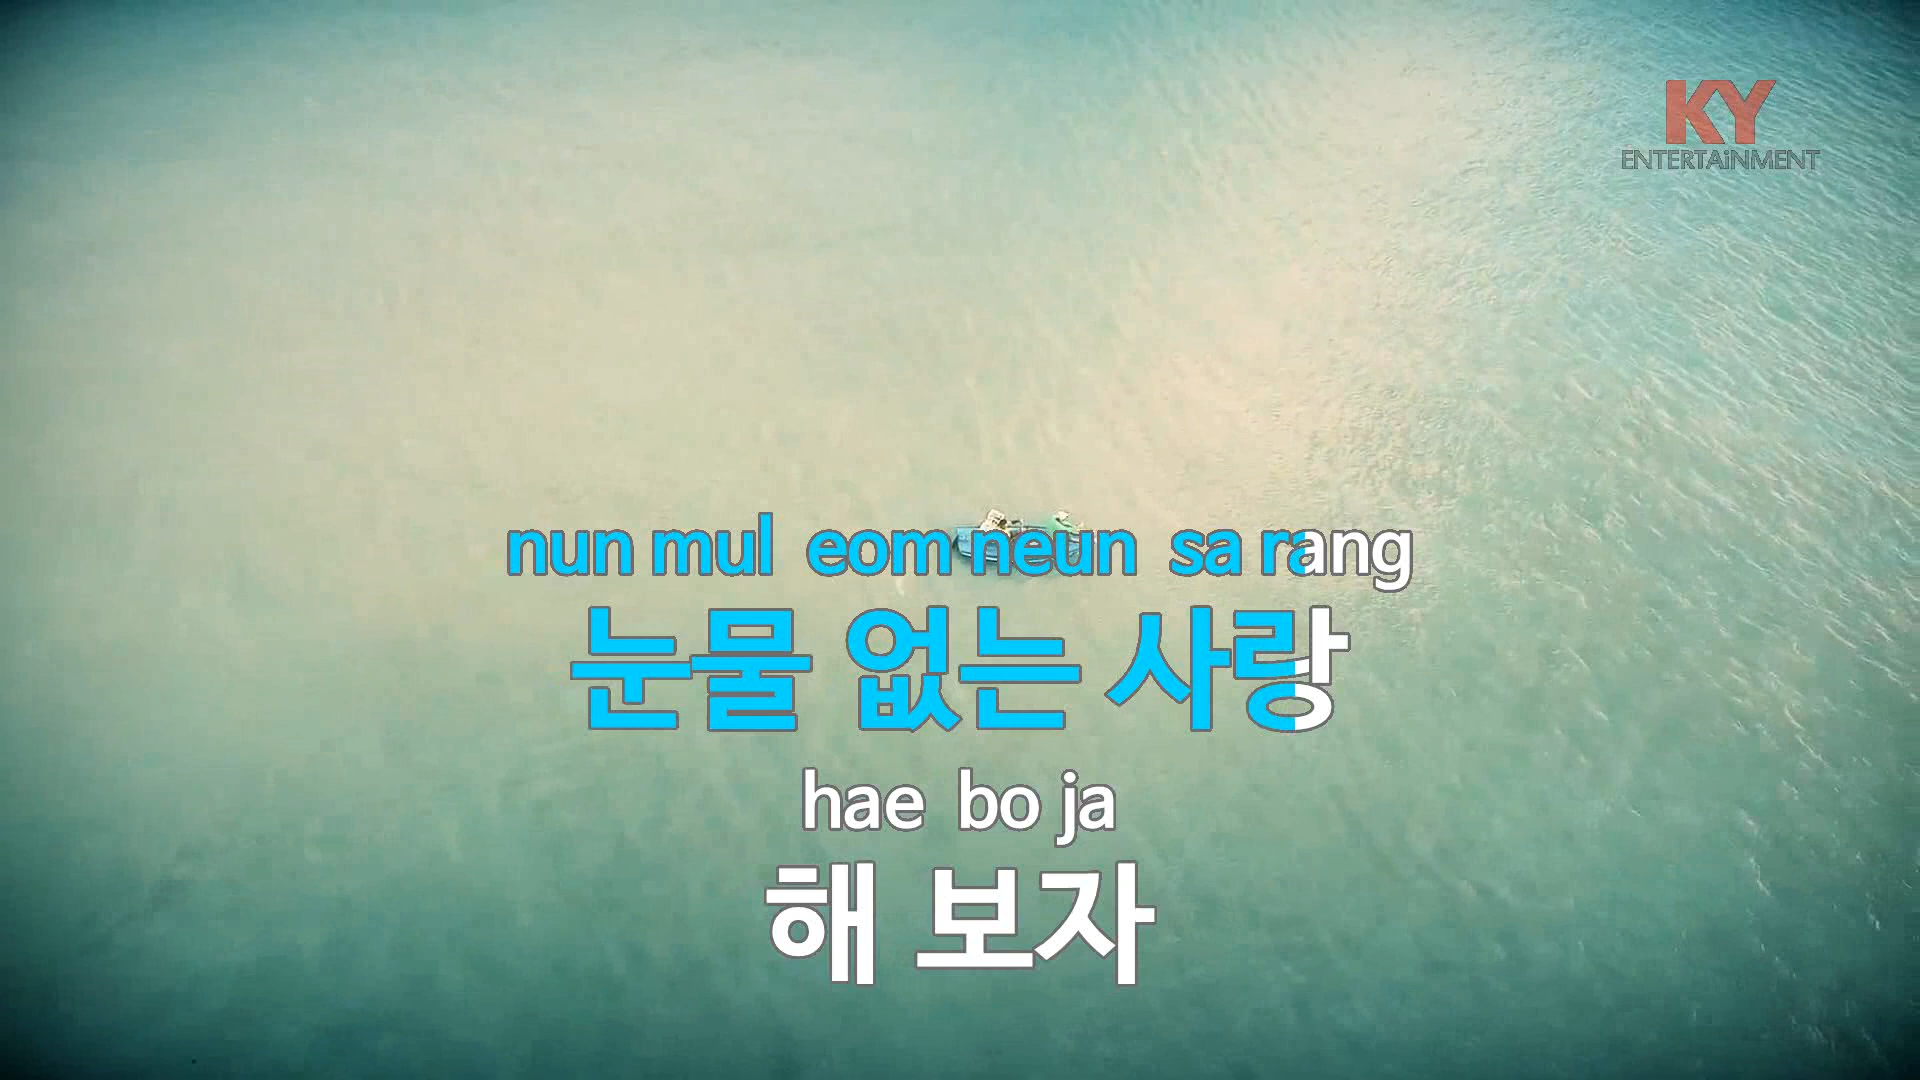 KY
ENTERTAiNMENT
nun mul eom neun sa rang
눈물 없는 사랑
hae bo ja
해 보자